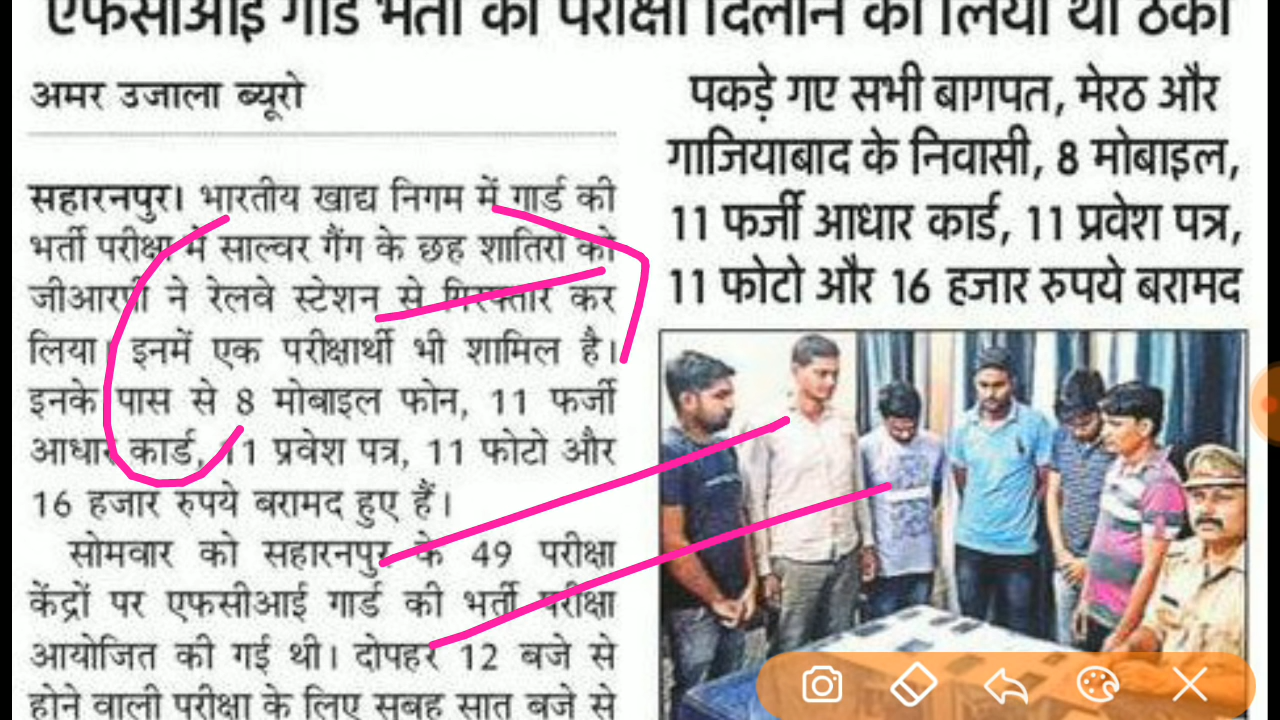 एफसीआई गार्ड भर्ती की परीक्षा दिलाने का लिया था ठेका
अमर उजाला ब्यूरो
सहारनपुर। भारतीय खाद्य निगम में गार्ड की
भर्ती परीक्षा में साल्वर गैंग के छह शातिरों को
जीआरपी ने रेलवे स्टेशन से गिरफ्तार कर
लिया। इनमें एक परीक्षार्थी भी शामिल है।
इनके पास से 8 मोबाइल फोन, 11 फर्जी
आधार कार्ड, 11 प्रवेश पत्र, 11 फोटो और
16 हजार रुपये बरामद हुए हैं।
सोमवार को सहारनपुर के 49 परीक्षा
केंद्रों पर एफसीआई गार्ड की भर्ती परीक्षा
आयोजित की गई थी। दोपहर 12 बजे से
होने वाली परीक्षा के लिए सुबह सात बजे से
पकड़े गए सभी बागपत, मेरठ और
गाजियाबाद के निवासी, 8 मोबाइल,
11 फर्जी आधार कार्ड, 11 प्रवेश पत्र,
11 फोटो और 16 हजार रुपये बरामद